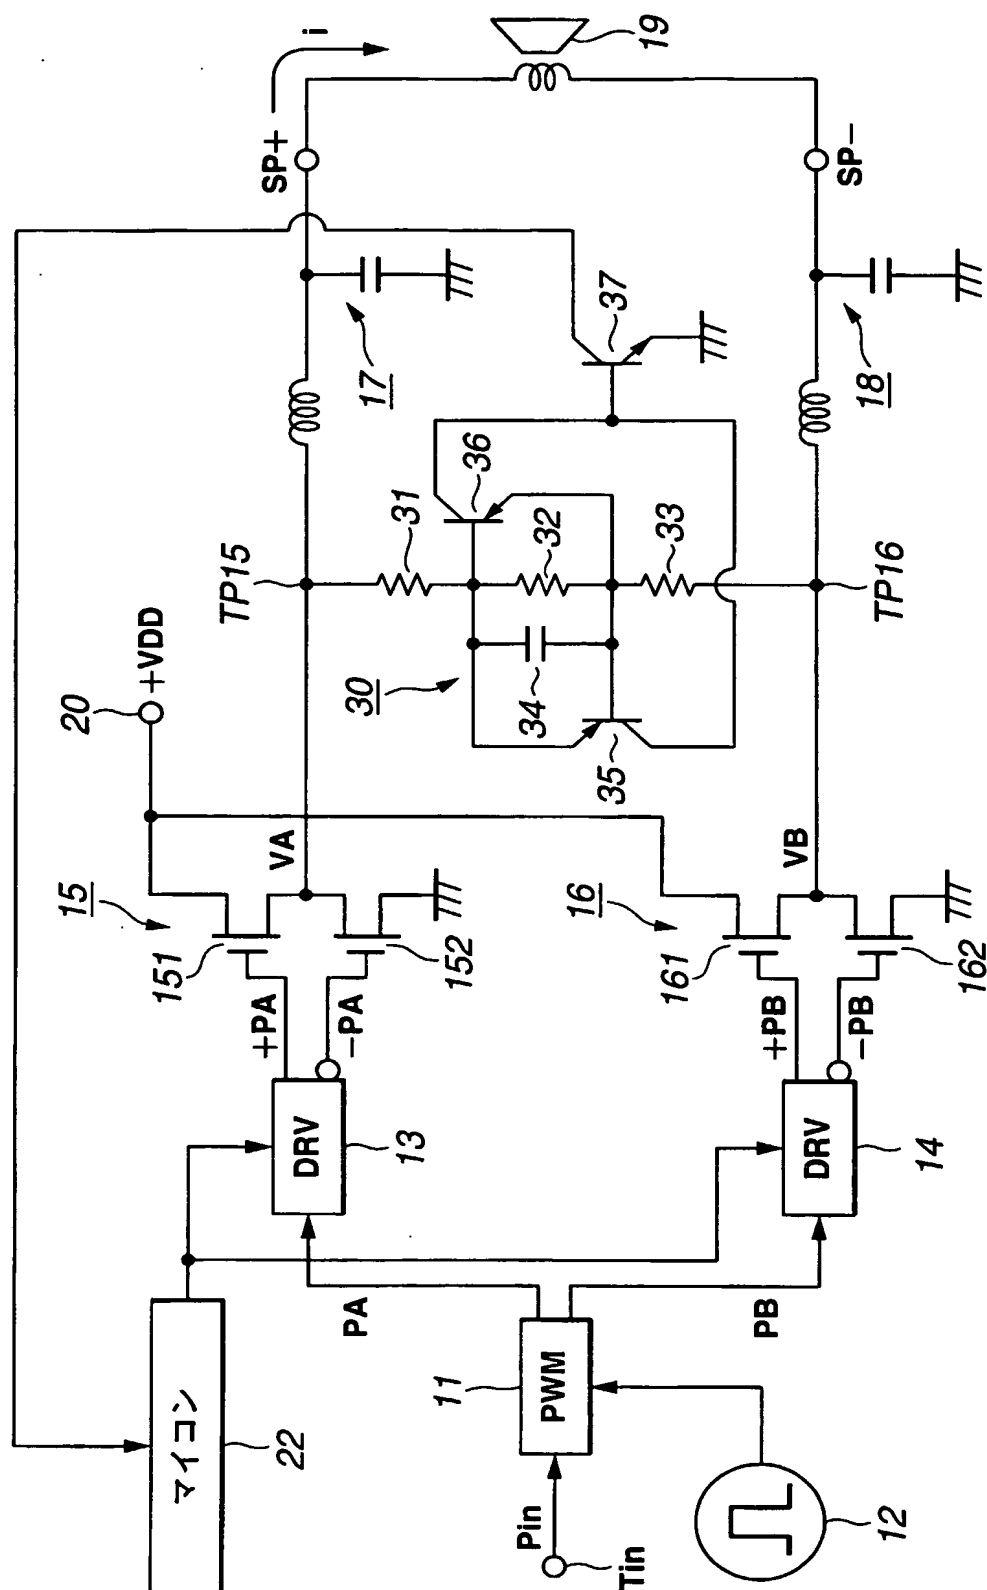 マイコン
22
Pin
Tin
12
11
PWM
PA
PB
DRV
13
DRV
14
+PA
-PA
+PB
-PB
15
151
152
16
161
162
VA
VB
20
+VDD
TP15
TP16
30
31
32
33
34
35
36
37
17
18
SP+
SP-
i
19